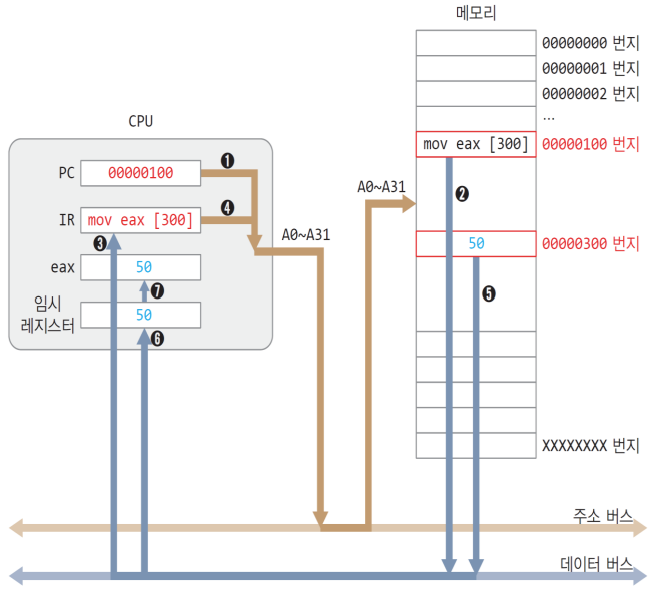 메모리
00000000 번지
00000001 번지
00000002 번지
...
CPU
mov eax [300] 00000100 번지
PC 00000100 ❶
A0~A31 ❷
IR mov eax [300] ❹
A0~A31
❸
50 00000300 번지
eax 50
❼ ❺
임시
레지스터 50
❻
XXXXXXXX 번지
주소 버스
데이터 버스